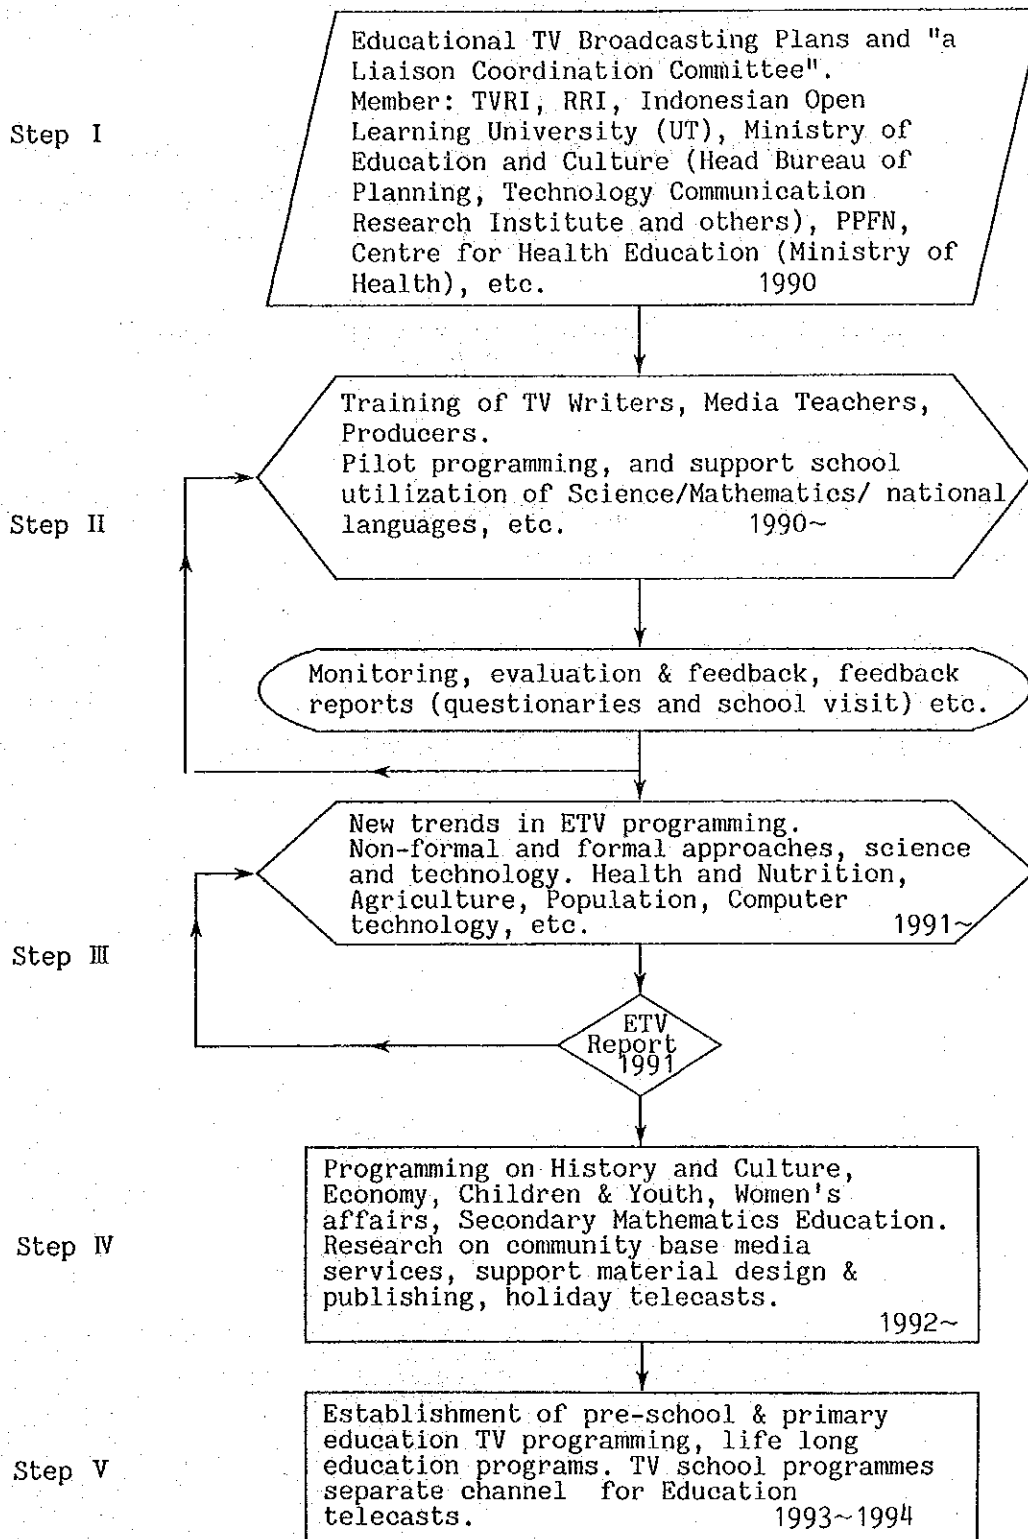 Step I
Educational TV Broadcasting Plans and "a
Liaison Coordination Committee".
Member: TVRI, RRI, Indonesian Open
Learning University (UT), Ministry of
Education and Culture (Head Bureau of
Planning, Technology Communication
Research Institute and others), PPFN,
Centre for Health Education (Ministry of
Health), etc. 1990
Step II
Training of TV Writers, Media Teachers,
Producers.
Pilot programming, and support school
utilization of Science/Mathematics/ national
languages, etc. 1990~
Monitoring, evaluation & feedback, feedback
reports (questionaries and school visit) etc.
Step III
New trends in ETV programming.
Non-formal and formal approaches, science
and technology. Health and Nutrition,
Agriculture, Population, Computer
technology, etc. 1991~
ETV
Report
1991
Step IV
Programming on History and Culture,
Economy, Children & Youth, Women's
affairs, Secondary Mathematics Education.
Research on community base media
services, support material design &
publishing, holiday telecasts.
1992~
Step V
Establishment of pre-school & primary
education TV programming, life long
education programs. TV school programmes
separate channel for Education
telecasts. 1993~1994